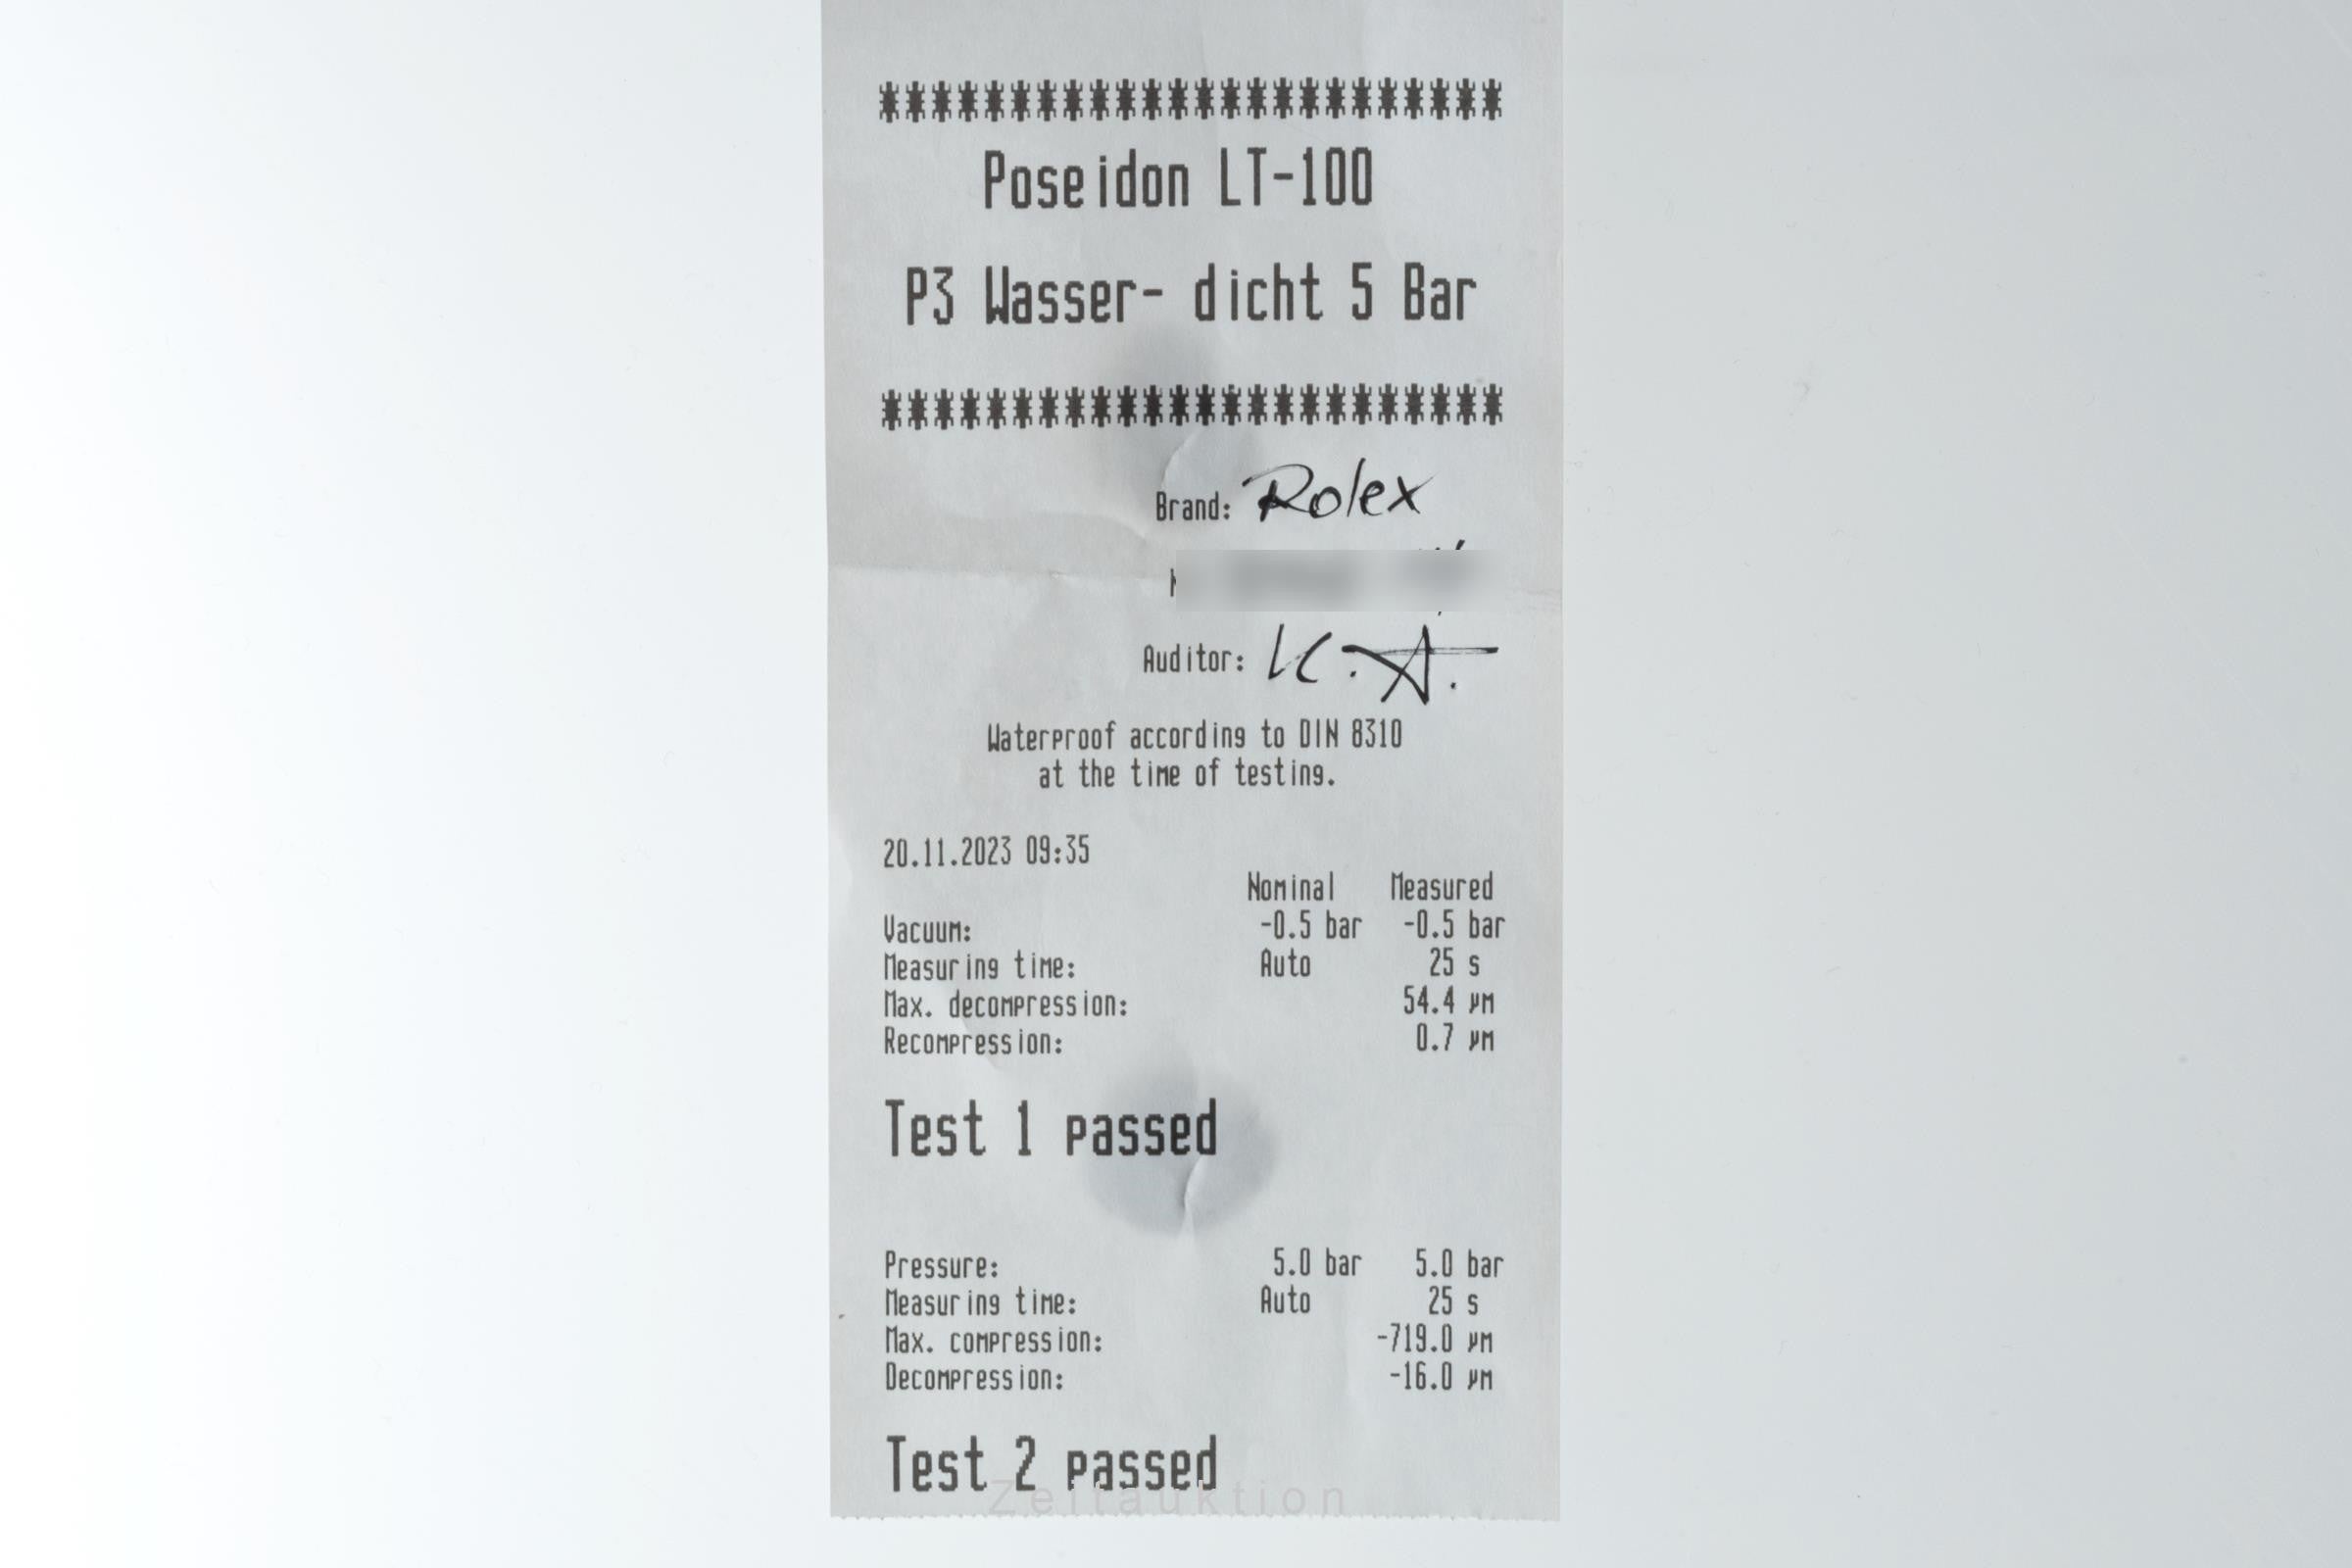 ************************
Poseidon LT-100
P3 Wasser- dicht 5 Bar
************************
Brand: Rolex
Auditor: K.A.
Waterproof according to DIN 8310
at the time of testing.
20.11.2023 09:35
Nominal Measured
Vacuum: -0.5 bar -0.5 bar
Measuring time: Auto 25 s
Max. decompression: 54.4 µm
Recompression: 0.7 µm
Test 1 passed
Pressure: 5.0 bar 5.0 bar
Measuring time: Auto 25 s
Max. compression: -719.0 µm
Decompression: -16.0 µm
Test 2 passed
Zeitauktion